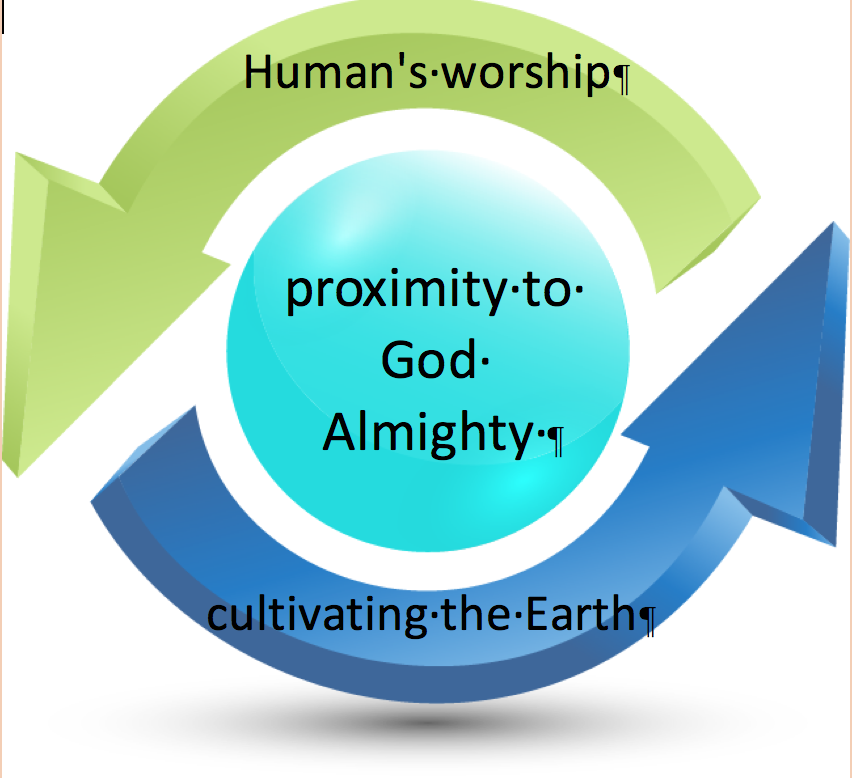 Human's·worship¶
proximity·to·
God·
Almighty·¶
cultivating·the·Earth¶